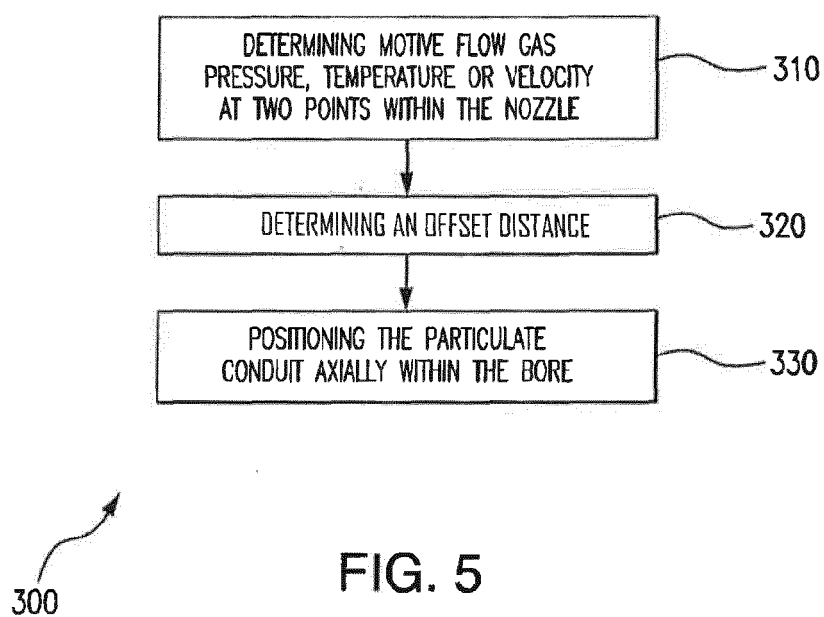 DETERMINING MOTIVE FLOW GAS
PRESSURE, TEMPERATURE OR VELOCITY
AT TWO POINTS WITHIN THE NOZZLE
310
DETERMINING AN OFFSET DISTANCE
320
POSITIONING THE PARTICULATE
CONDUIT AXIALLY WITHIN THE BORE
330
300
FIG. 5